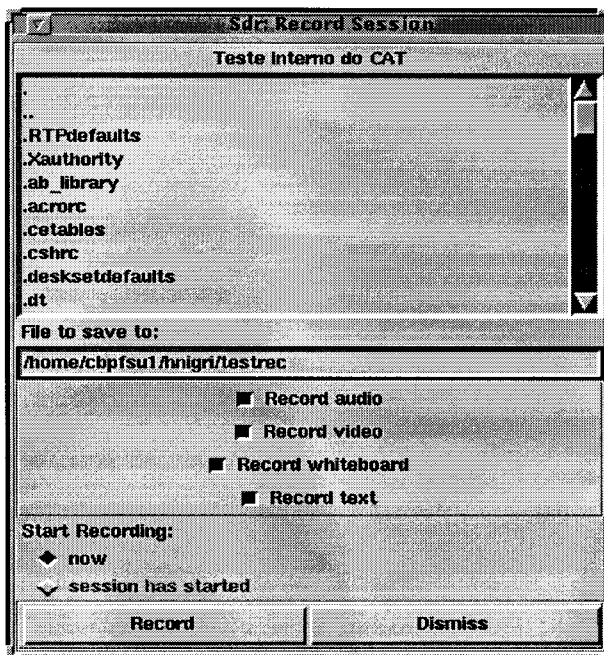 Sdr: Record Session
Teste interno do CAT
.
..
.RTPdefaults
.Xauthority
.ab_library
.acrorc
.cetables
.cshrc
.desksetdefaults
.dt
File to save to:
/home/cbpfsu1/hnigri/testrec
Record audio
Record video
Record whiteboard
Record text
Start Recording:
now
session has started
Record Dismiss